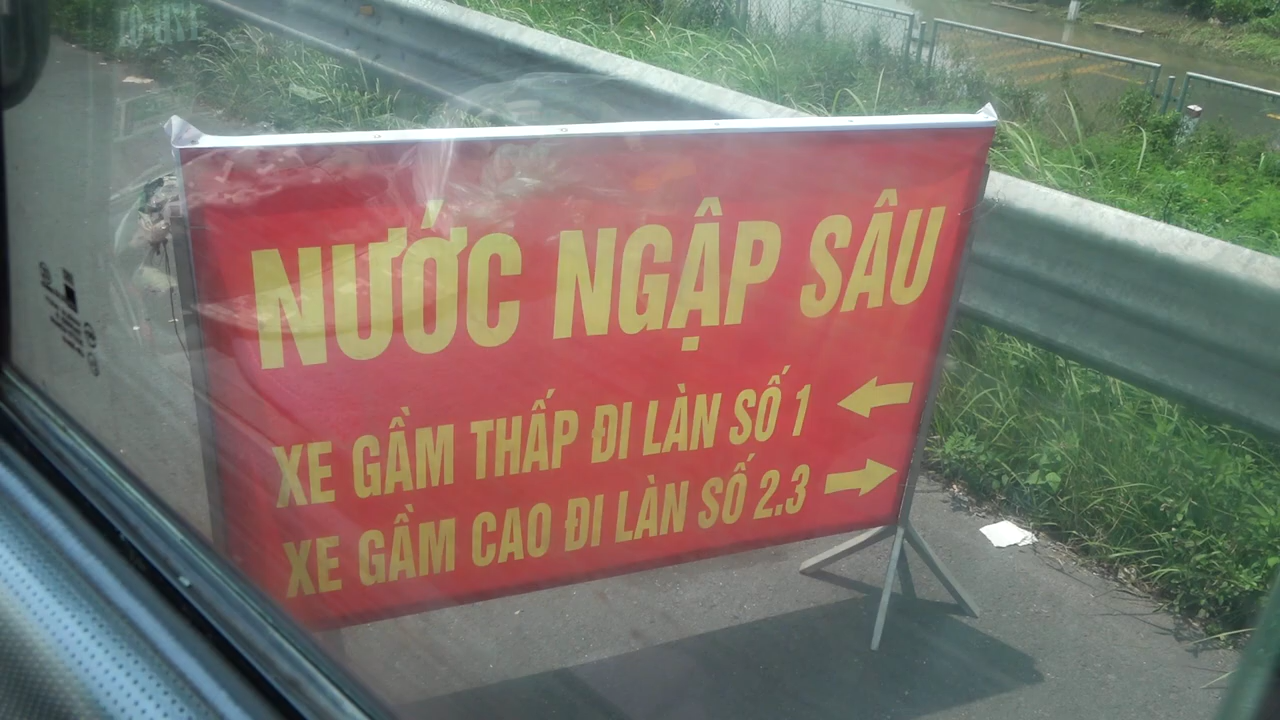 NƯỚC NGẬP SÂU
XE GẦM THẤP ĐI LÀN SỐ 1
XE GẦM CAO ĐI LÀN SỐ 2.3